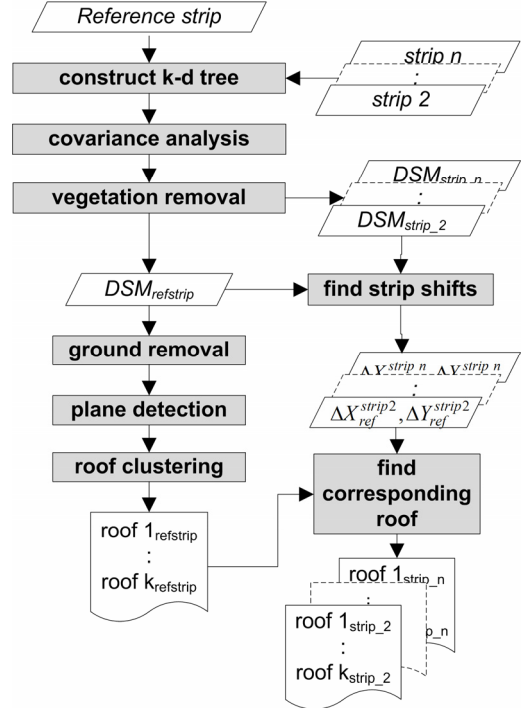 Reference strip
strip n
:
strip 2
construct k-d tree
covariance analysis
vegetation removal
DSM_strip_n
:
DSM_strip_2
DSM_refstrip
find strip shifts
ground removal
plane detection
roof clustering
ΔX^strip n ΔY^strip n
:
ΔX_ref^strip2, ΔY_ref^strip2
find
corresponding
roof
roof 1_refstrip
:
roof k_refstrip
roof 1_strip_n
:
roof 1_strip_2
:
roof k_strip_2